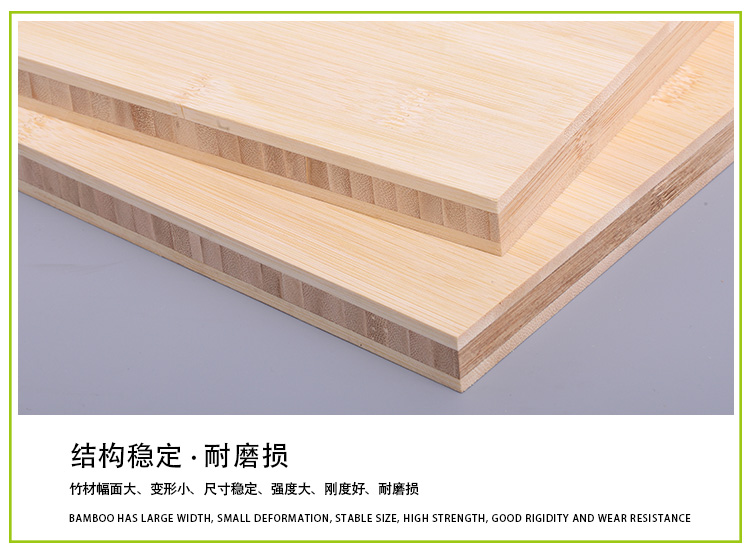 结构稳定·耐磨损
竹材幅面大、变形小、尺寸稳定、强度大、刚度好、耐磨损
BAMBOO HAS LARGE WIDTH, SMALL DEFORMATION, STABLE SIZE, HIGH STRENGTH, GOOD RIGIDITY AND WEAR RESISTANCE